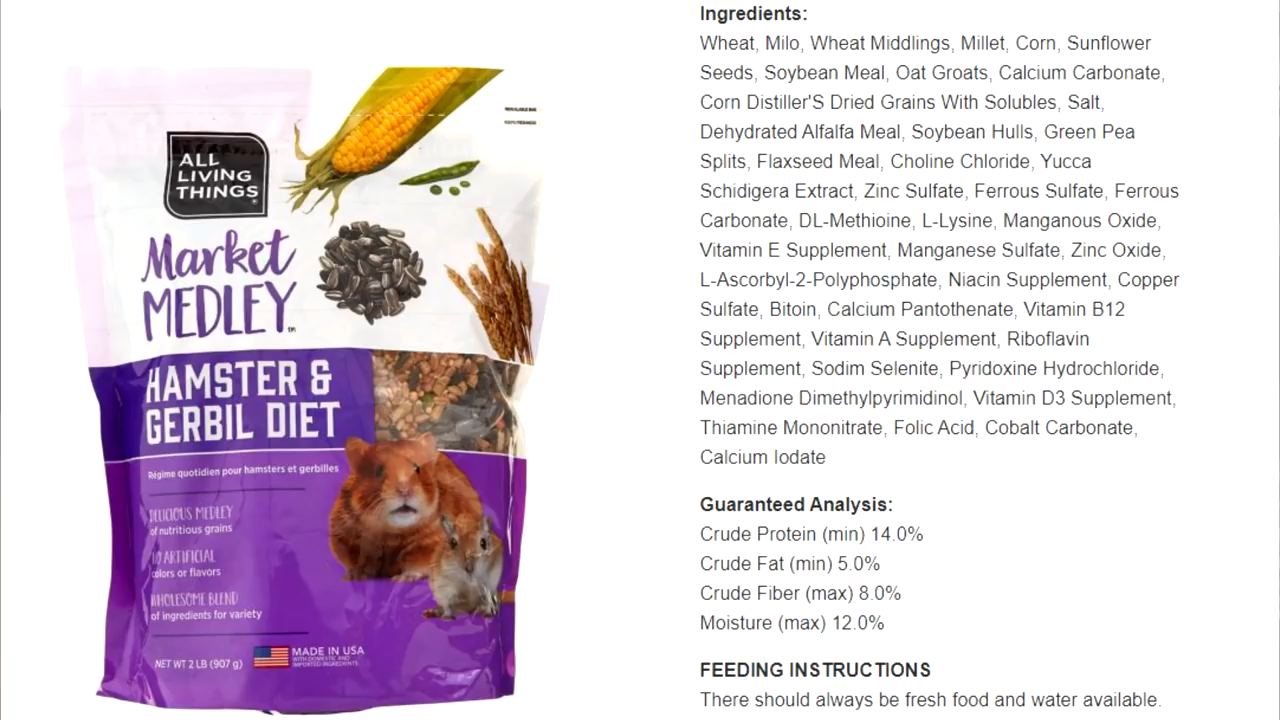 ALL
LIVING
THINGS
Market
MEDLEY
HAMSTER &
GERBIL DIET
Régime quotidien pour hamsters et gerbilles
DELICIOUS MEDLEY
of nutritious grains
NO ARTIFICIAL
colors or flavors
WHOLESOME BLEND
of ingredients for variety
NET WT 2 LB (907 g)
MADE IN USA
WITH DOMESTIC AND
IMPORTED INGREDIENTS
Ingredients:
Wheat, Milo, Wheat Middlings, Millet, Corn, Sunflower
Seeds, Soybean Meal, Oat Groats, Calcium Carbonate,
Corn Distiller'S Dried Grains With Solubles, Salt,
Dehydrated Alfalfa Meal, Soybean Hulls, Green Pea
Splits, Flaxseed Meal, Choline Chloride, Yucca
Schidigera Extract, Zinc Sulfate, Ferrous Sulfate, Ferrous
Carbonate, DL-Methioine, L-Lysine, Manganous Oxide,
Vitamin E Supplement, Manganese Sulfate, Zinc Oxide,
L-Ascorbyl-2-Polyphosphate, Niacin Supplement, Copper
Sulfate, Bitoin, Calcium Pantothenate, Vitamin B12
Supplement, Vitamin A Supplement, Riboflavin
Supplement, Sodim Selenite, Pyridoxine Hydrochloride,
Menadione Dimethylpyrimidinol, Vitamin D3 Supplement,
Thiamine Mononitrate, Folic Acid, Cobalt Carbonate,
Calcium Iodate
Guaranteed Analysis:
Crude Protein (min) 14.0%
Crude Fat (min) 5.0%
Crude Fiber (max) 8.0%
Moisture (max) 12.0%
FEEDING INSTRUCTIONS
There should always be fresh food and water available.